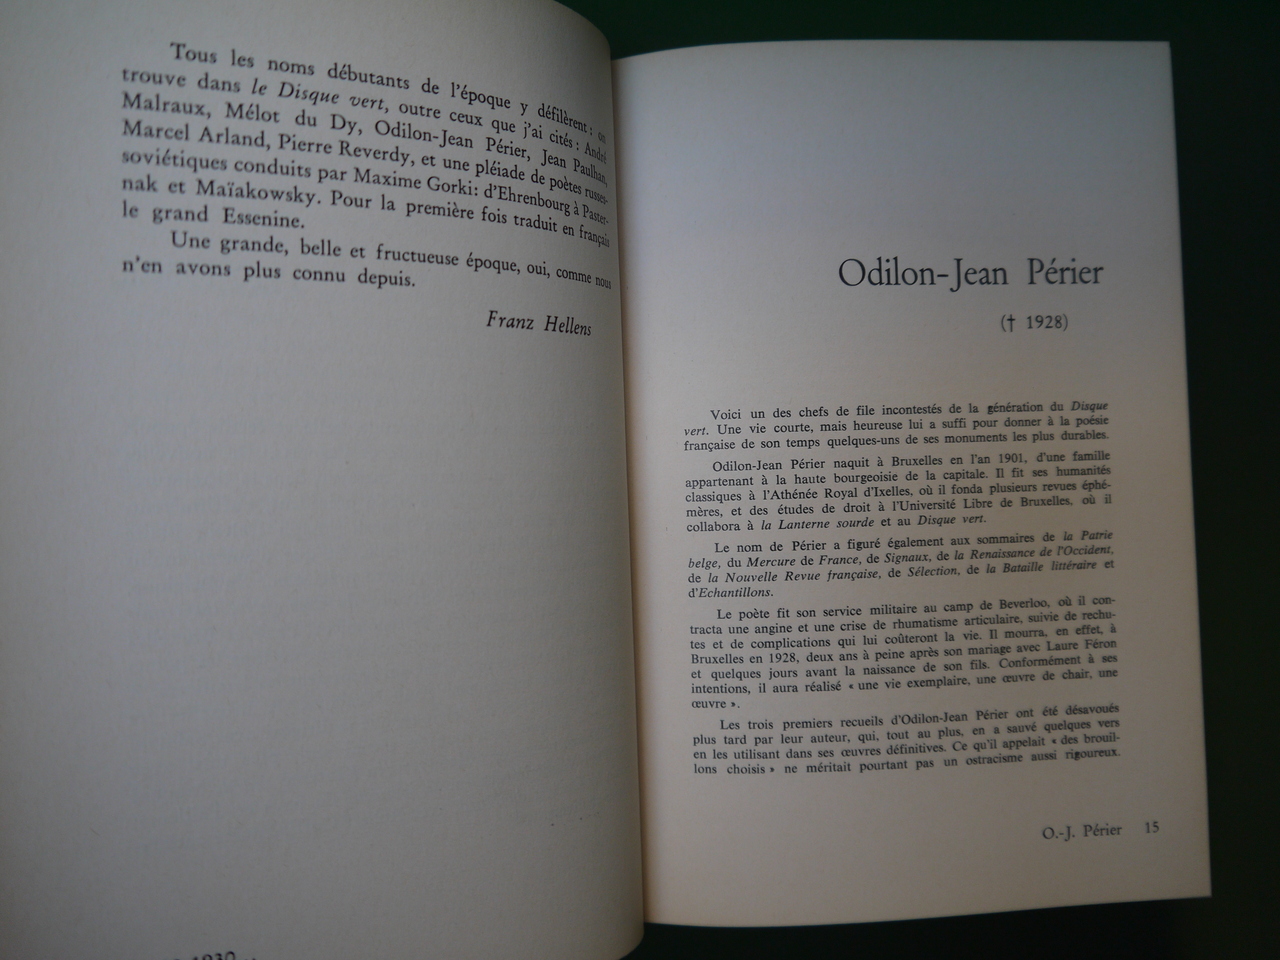 Tous les noms débutants de l'époque y défilèrent : on
trouve dans le Disque vert, outre ceux que j'ai cités : André
Malraux, Mélot du Dy, Odilon-Jean Périer, Jean Paulhan,
Marcel Arland, Pierre Reverdy, et une pléiade de poètes russes-
soviétiques conduits par Maxime Gorki: d'Ehrenbourg à Paster-
nak et Maïakowsky. Pour la première fois traduit en français
le grand Essenine.
Une grande, belle et fructueuse époque, oui, comme nous
n'en avons plus connu depuis.
Franz Hellens
1930
Odilon-Jean Périer
(† 1928)
Voici un des chefs de file incontestés de la génération du Disque
vert. Une vie courte, mais heureuse lui a suffi pour donner à la poésie
française de son temps quelques-uns de ses monuments les plus durables.
Odilon-Jean Périer naquit à Bruxelles en l'an 1901, d'une famille
appartenant à la haute bourgeoisie de la capitale. Il fit ses humanités
classiques à l'Athénée Royal d'Ixelles, où il fonda plusieurs revues éphé-
mères, et des études de droit à l'Université Libre de Bruxelles, où il
collabora à la Lanterne sourde et au Disque vert.
Le nom de Périer a figuré également aux sommaires de la Patrie
belge, du Mercure de France, de Signaux, de la Renaissance de l'Occident,
de la Nouvelle Revue française, de Sélection, de la Bataille littéraire et
d'Echantillons.
Le poète fit son service militaire au camp de Beverloo, où il con-
tracta une angine et une crise de rhumatisme articulaire, suivie de rechu-
tes et de complications qui lui coûteront la vie. Il mourra, en effet, à
Bruxelles en 1928, deux ans à peine après son mariage avec Laure Féron
et quelques jours avant la naissance de son fils. Conformément à ses
intentions, il aura réalisé « une vie exemplaire, une œuvre de chair, une
œuvre ».
Les trois premiers recueils d'Odilon-Jean Périer ont été désavoués
plus tard par leur auteur, qui, tout au plus, en a sauvé quelques vers
en les utilisant dans ses œuvres définitives. Ce qu'il appelait « des brouil-
lons choisis » ne méritait pourtant pas un ostracisme aussi rigoureux.
O.-J. Périer 15